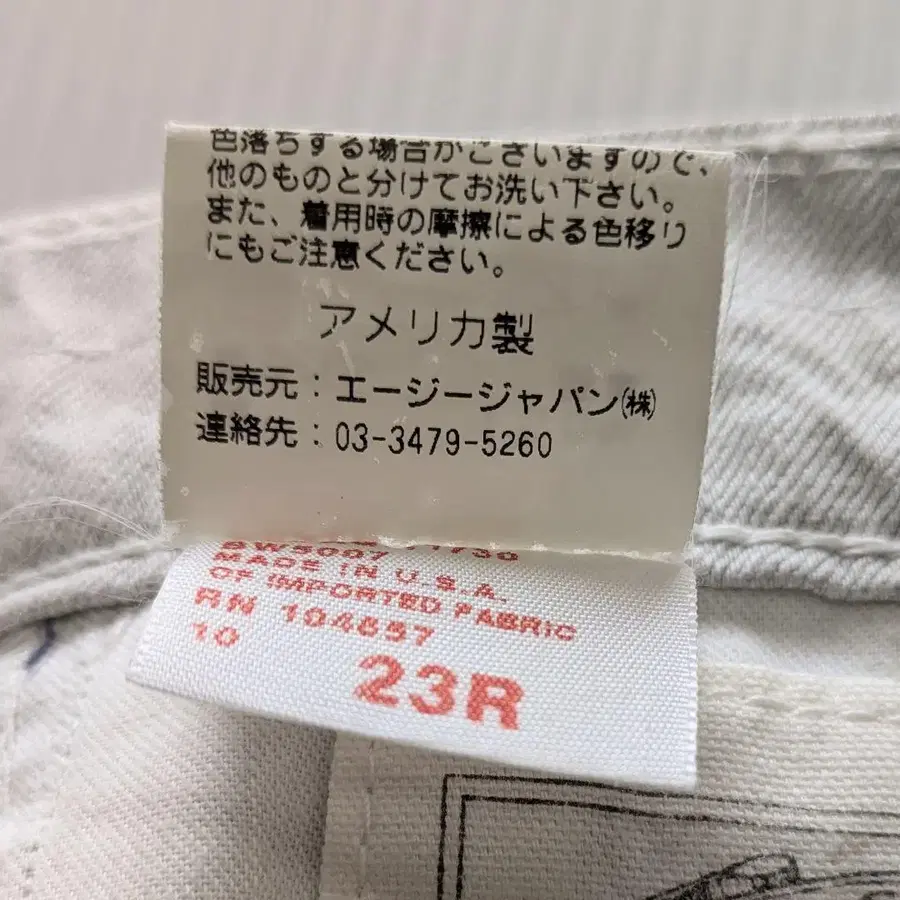 色落ちする場合がございますので、
他のものと分けてお洗い下さい。
また、着用時の摩擦による色移り
にもご注意ください。
アメリカ製
販売元：エージージャパン㈱
連絡先：03-3479-5260
MADE IN U.S.A.
OF IMPORTED FABRIC
RN 104657
10
23R